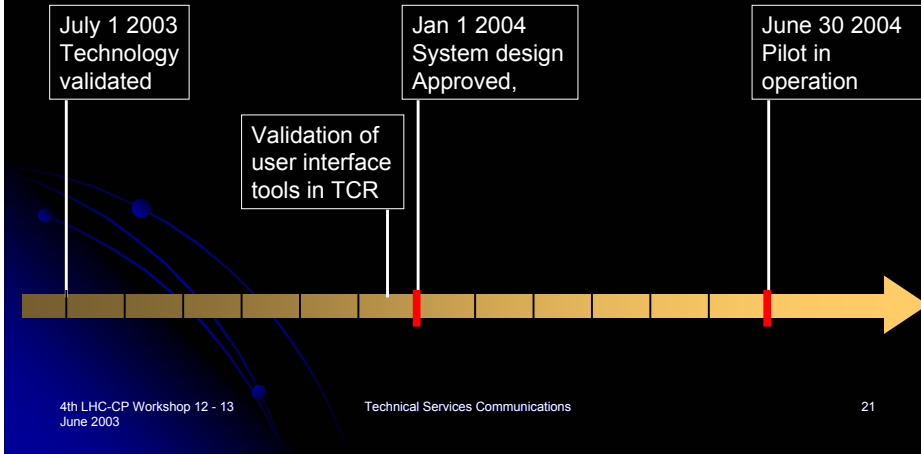 July 1 2003
Technology
validated
Jan 1 2004
System design
Approved,
June 30 2004
Pilot in
operation
Validation of
user interface
tools in TCR
4th LHC-CP Workshop 12 - 13
June 2003
Technical Services Communications
21